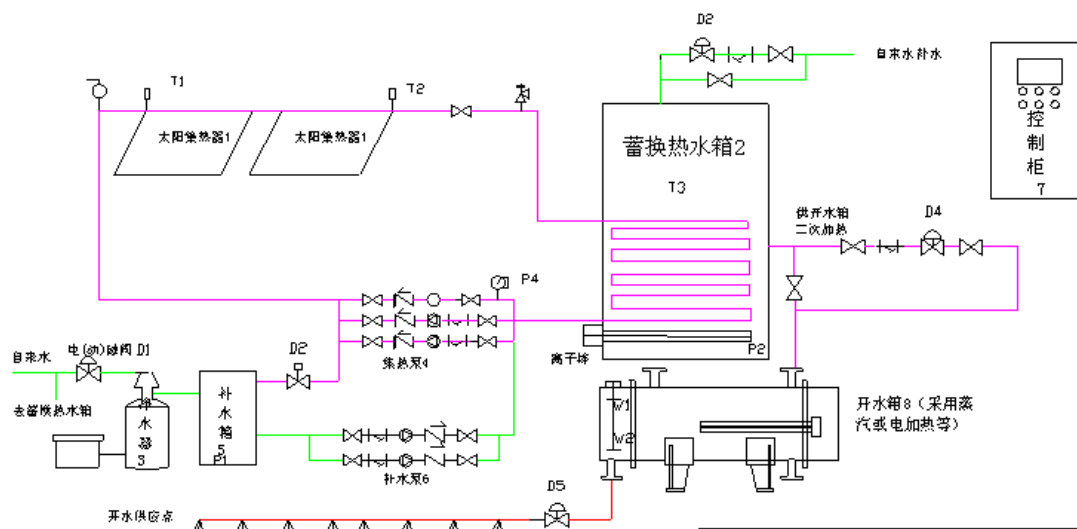 D2
自来水补水
T1
T2
太阳集热器1
太阳集热器1
蓄换热水箱2
T3
控
制
柜
7
供开水箱
二次加热
D4
P4
集热泵4
P2
离子棒
自来水
电(动)磁阀 D1
D2
去蓄换热水箱
净
水
器
3
补
水
箱
5
P1
补水泵6
W1
W2
开水箱8（采用蒸
汽或电加热等）
D5
开水供应点